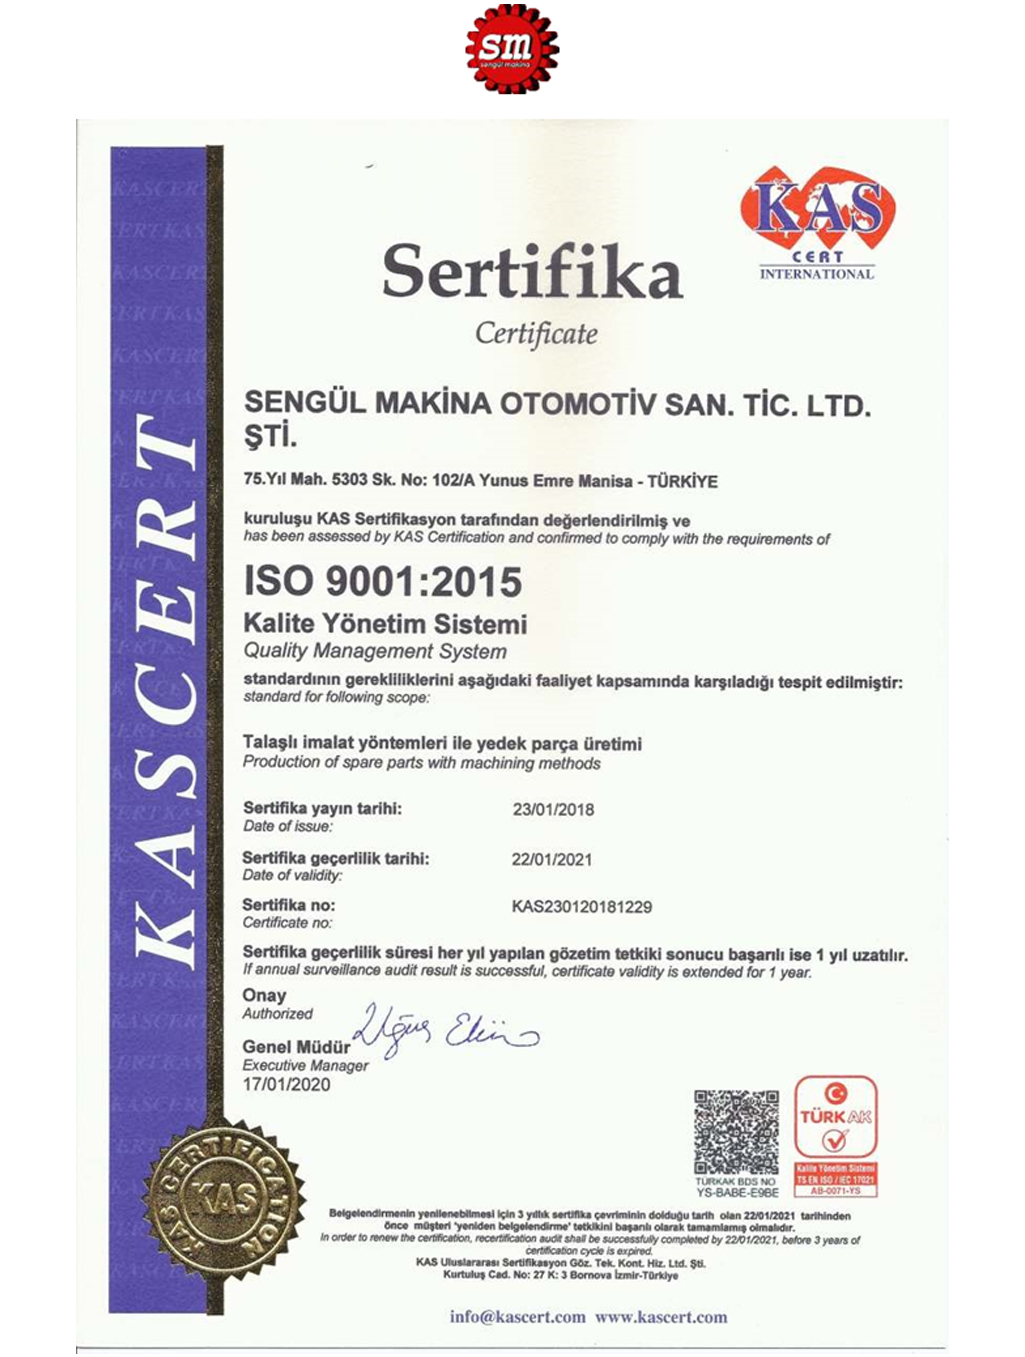 sm
sengül makina
KAS
CERT
INTERNATIONAL
Sertifika
Certificate
SENGÜL MAKİNA OTOMOTİV SAN. TİC. LTD.
ŞTİ.
75.Yıl Mah. 5303 Sk. No: 102/A Yunus Emre Manisa - TÜRKİYE
kuruluşu KAS Sertifikasyon tarafından değerlendirilmiş ve
has been assessed by KAS Certification and confirmed to comply with the requirements of
ISO 9001:2015
Kalite Yönetim Sistemi
Quality Management System
standardının gerekliliklerini aşağıdaki faaliyet kapsamında karşıladığı tespit edilmiştir:
standard for following scope:
Talaşlı imalat yöntemleri ile yedek parça üretimi
Production of spare parts with machining methods
Sertifika yayın tarihi: 23/01/2018
Date of issue:
Sertifika geçerlilik tarihi: 22/01/2021
Date of validity:
Sertifika no: KAS230120181229
Certificate no:
Sertifika geçerlilik süresi her yıl yapılan gözetim tetkiki sonucu başarılı ise 1 yıl uzatılır.
If annual surveillance audit result is successful, certificate validity is extended for 1 year.
Onay
Authorized
Genel Müdür
Executive Manager
17/01/2020
KASCERT
KAS CERTIFICATION
KAS
KAS CERTIFICATION
TÜRKAK BDS NO
YS-BABE-E9BE
TÜRKAK
Kalite Yönetim Sistemi
TS EN ISO / IEC 17021
AB-0071-YS
Belgelendirmenin yenilenebilmesi için 3 yıllık sertifika çevriminin dolduğu tarih olan 22/01/2021 tarihinden
önce müşteri 'yeniden belgelendirme' tetkikini başarılı olarak tamamlamış olmalıdır.
In order to renew the certification, recertification audit shall be successfully completed by 22/01/2021, before 3 years of
certification cycle is expired.
KAS Uluslararası Sertifikasyon Göz. Tek. Kont. Hiz. Ltd. Şti.
Kurtuluş Cad. No: 27 K: 3 Bornova İzmir-Türkiye
info@kascert.com www.kascert.com